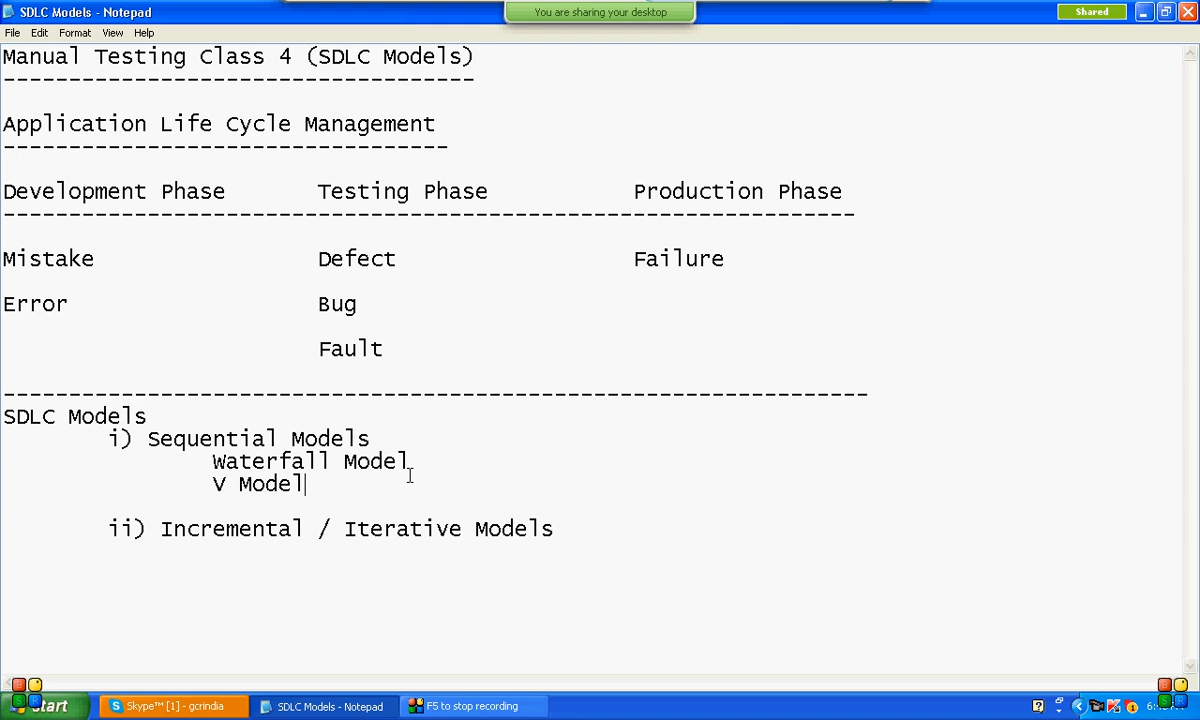 SDLC Models - Notepad
You are sharing your desktop
Shared
File Edit Format View Help
Manual Testing Class 4 (SDLC Models)
------------------------------------
Application Life Cycle Management
----------------------------------
Development Phase Testing Phase Production Phase
-----------------------------------------------------------------
Mistake Defect Failure
Error Bug
Fault
------------------------------------------------------------------
SDLC Models
i) Sequential Models
Waterfall Model
V Model
ii) Incremental / Iterative Models
start
Skype™ [1] - gcrindia
SDLC Models - Notepad
F5 to stop recording